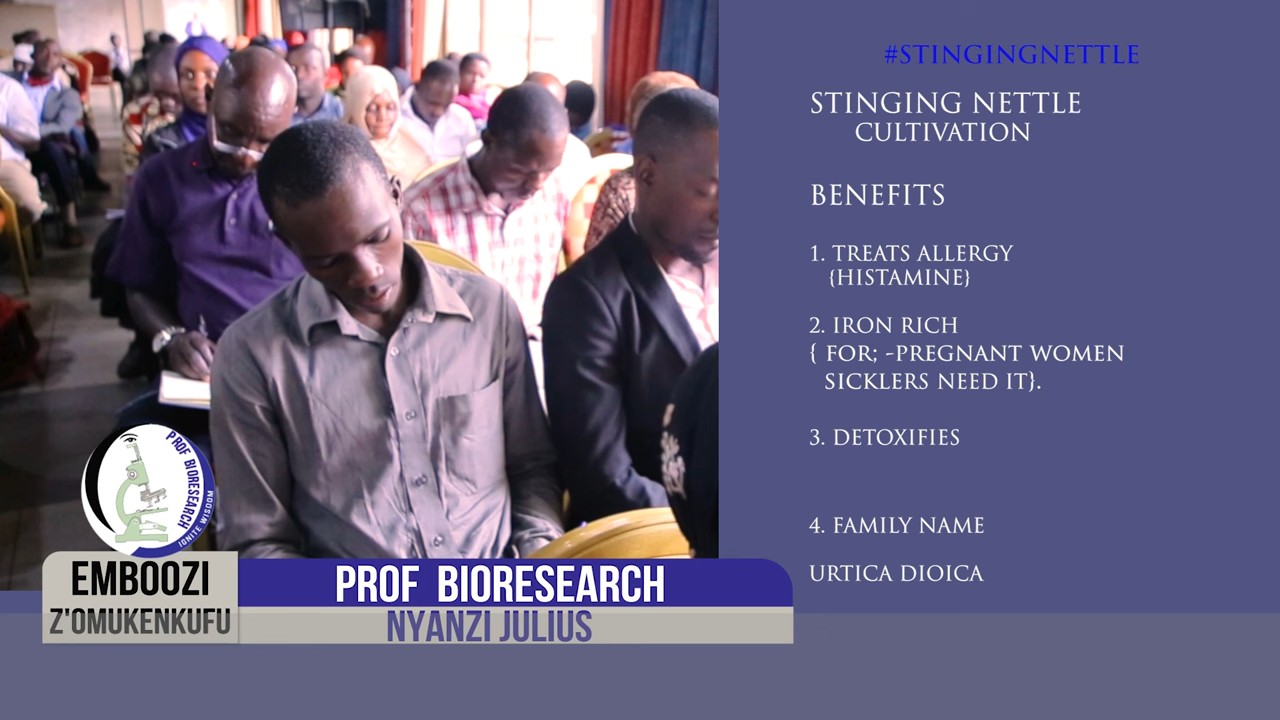 #STINGINGNETTLE
STINGING NETTLE
CULTIVATION
BENEFITS
1. TREATS ALLERGY
{HISTAMINE}
2. IRON RICH
{ FOR; -PREGNANT WOMEN
SICKLERS NEED IT}.
3. DETOXIFIES
4. FAMILY NAME
URTICA DIOICA
PROF BIORESEARCH
IGNITE WISDOM
EMBOOZI
Z'OMUKENKUFU
PROF BIORESEARCH
NYANZI JULIUS